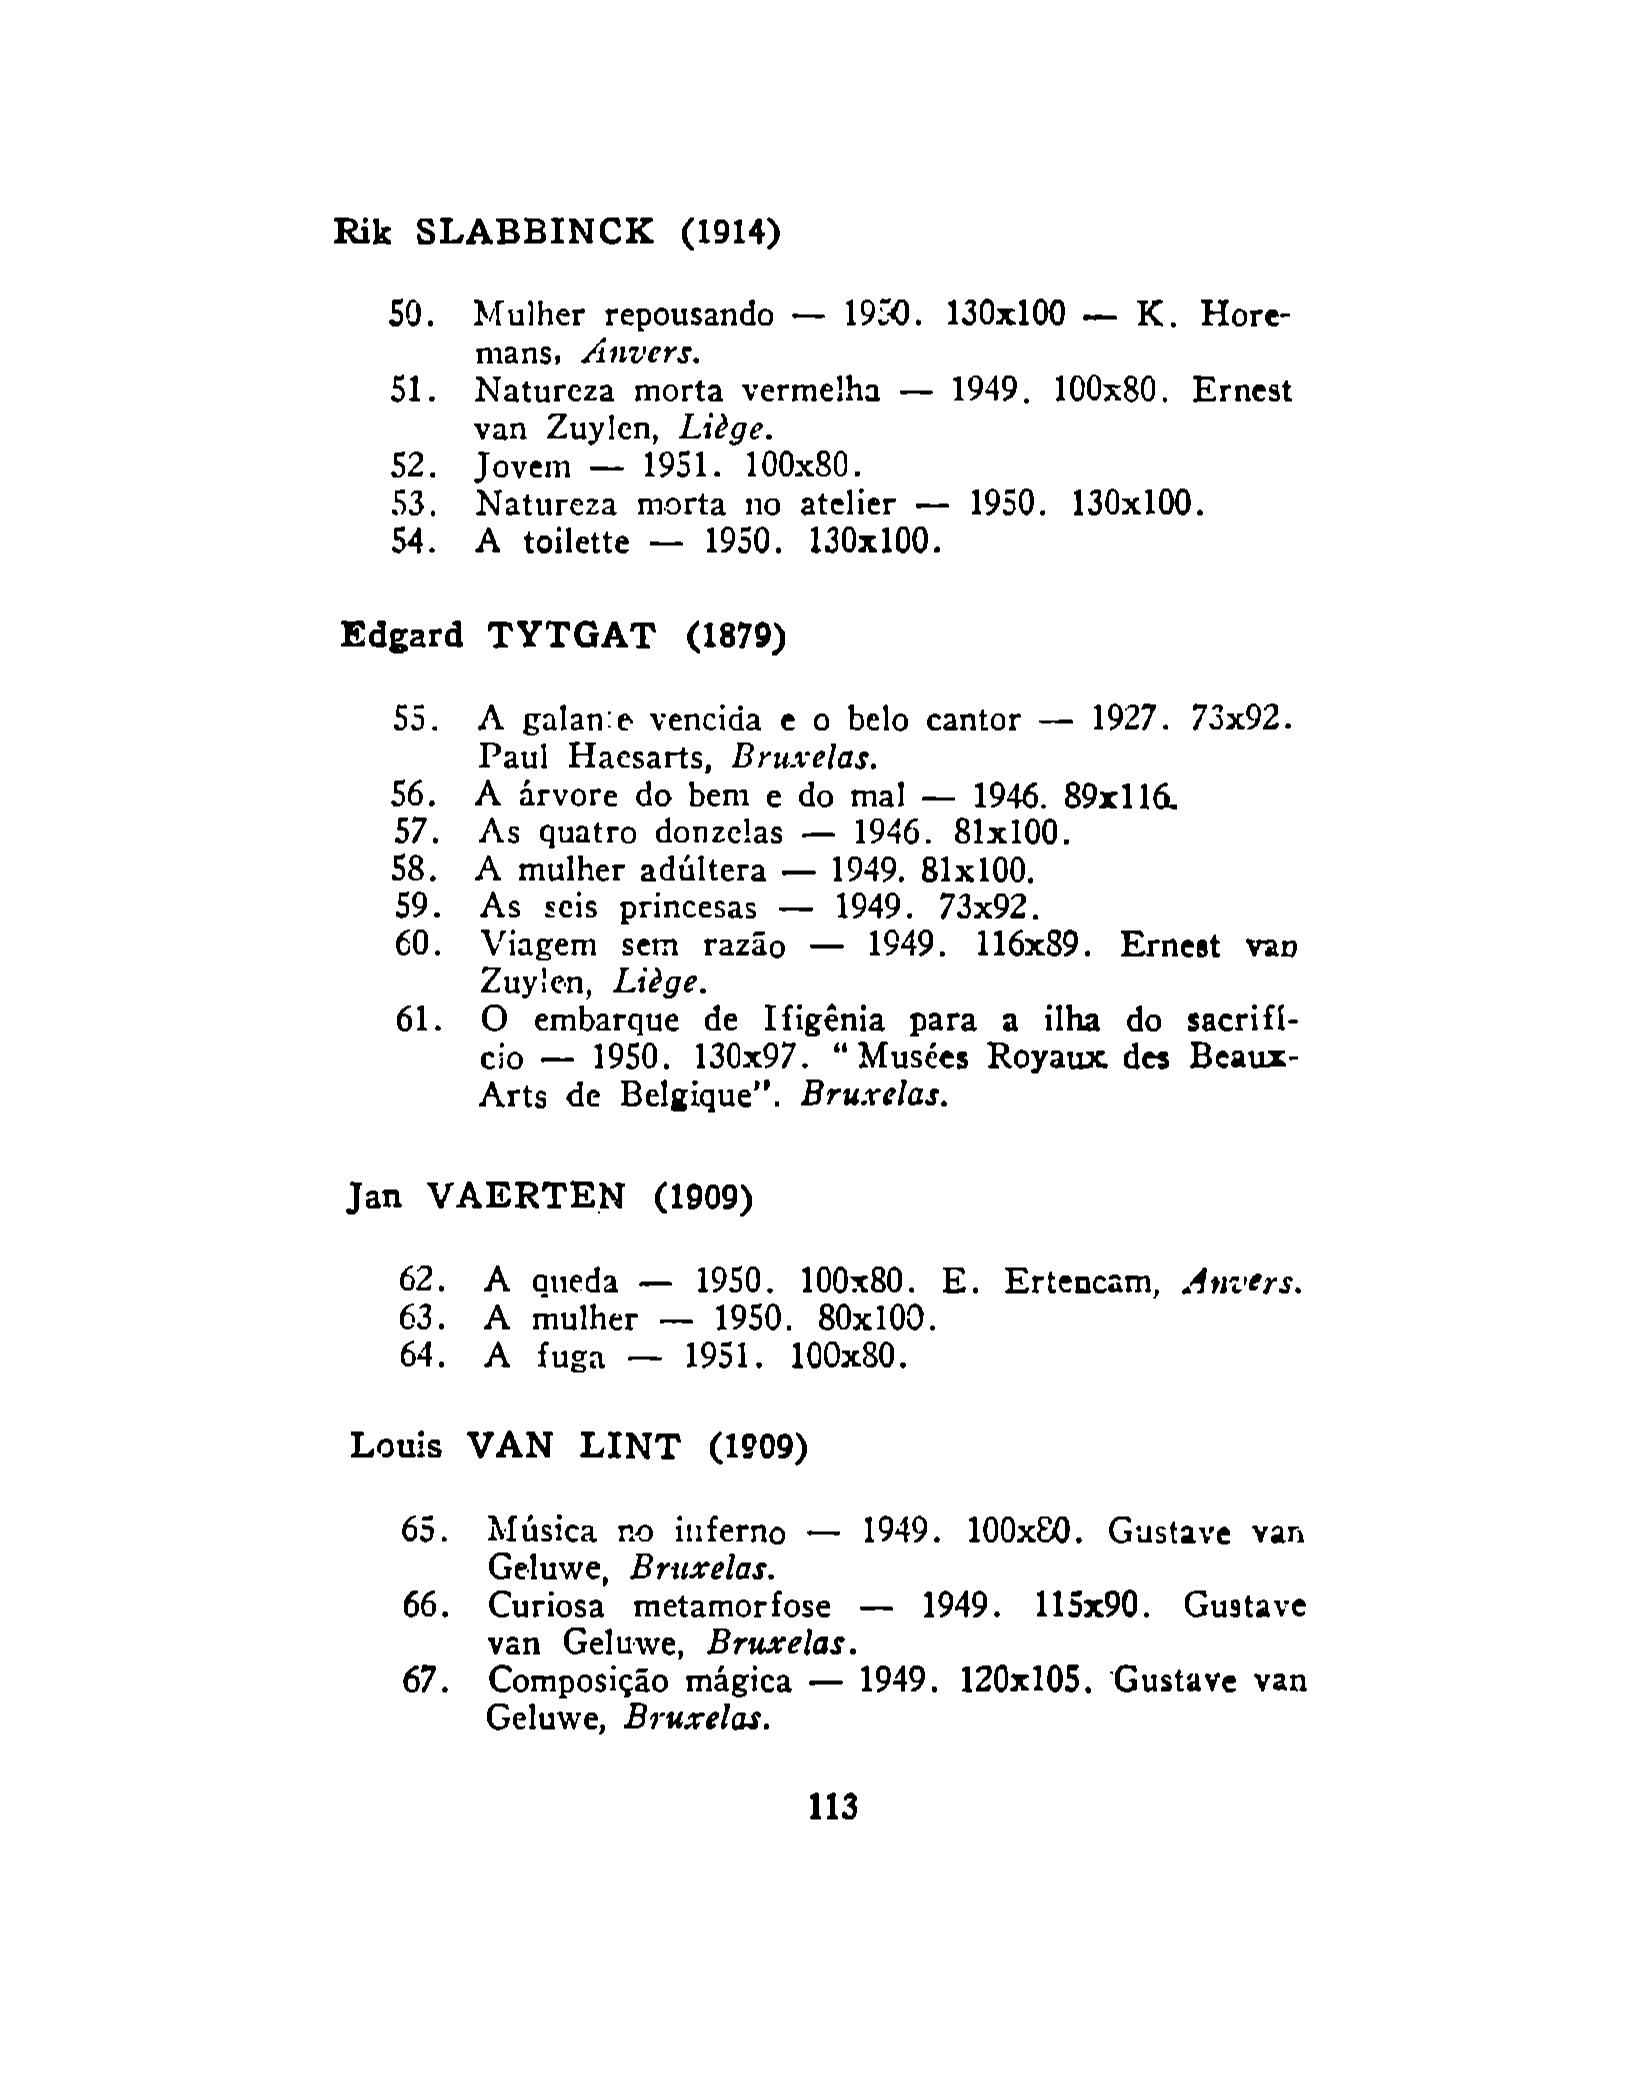 Rik SLABBINCK (1914)
50. Mulher repousando — 1950. 130x100 — K. Hore-
mans, Anvers.
51. Natureza morta vermelha — 1949. 100x80. Ernest
van Zuylen, Liège.
52. Jovem — 1951. 100x80.
53. Natureza morta no atelier — 1950. 130x100.
54. A toilette — 1950. 130x100.
Edgard TYTGAT (1879)
55. A galante vencida e o belo cantor — 1927. 73x92.
Paul Haesarts, Bruxelas.
56. A árvore do bem e do mal — 1946. 89x116.
57. As quatro donzelas — 1946. 81x100.
58. A mulher adúltera — 1949. 81x100.
59. As seis princesas — 1949. 73x92.
60. Viagem sem razão — 1949. 116x89. Ernest van
Zuylen, Liège.
61. O embarque de Ifigênia para a ilha do sacrifí-
cio — 1950. 130x97. "Musées Royaux des Beaux-
Arts de Belgique". Bruxelas.
Jan VAERTEN (1909)
62. A queda — 1950. 100x80. E. Ertencam, Anvers.
63. A mulher — 1950. 80x100.
64. A fuga — 1951. 100x80.
Louis VAN LINT (1909)
65. Música no inferno — 1949. 100x80. Gustave van
Geluwe, Bruxelas.
66. Curiosa metamorfose — 1949. 115x90. Gustave
van Geluwe, Bruxelas.
67. Composição mágica — 1949. 120x105. Gustave van
Geluwe, Bruxelas.
113